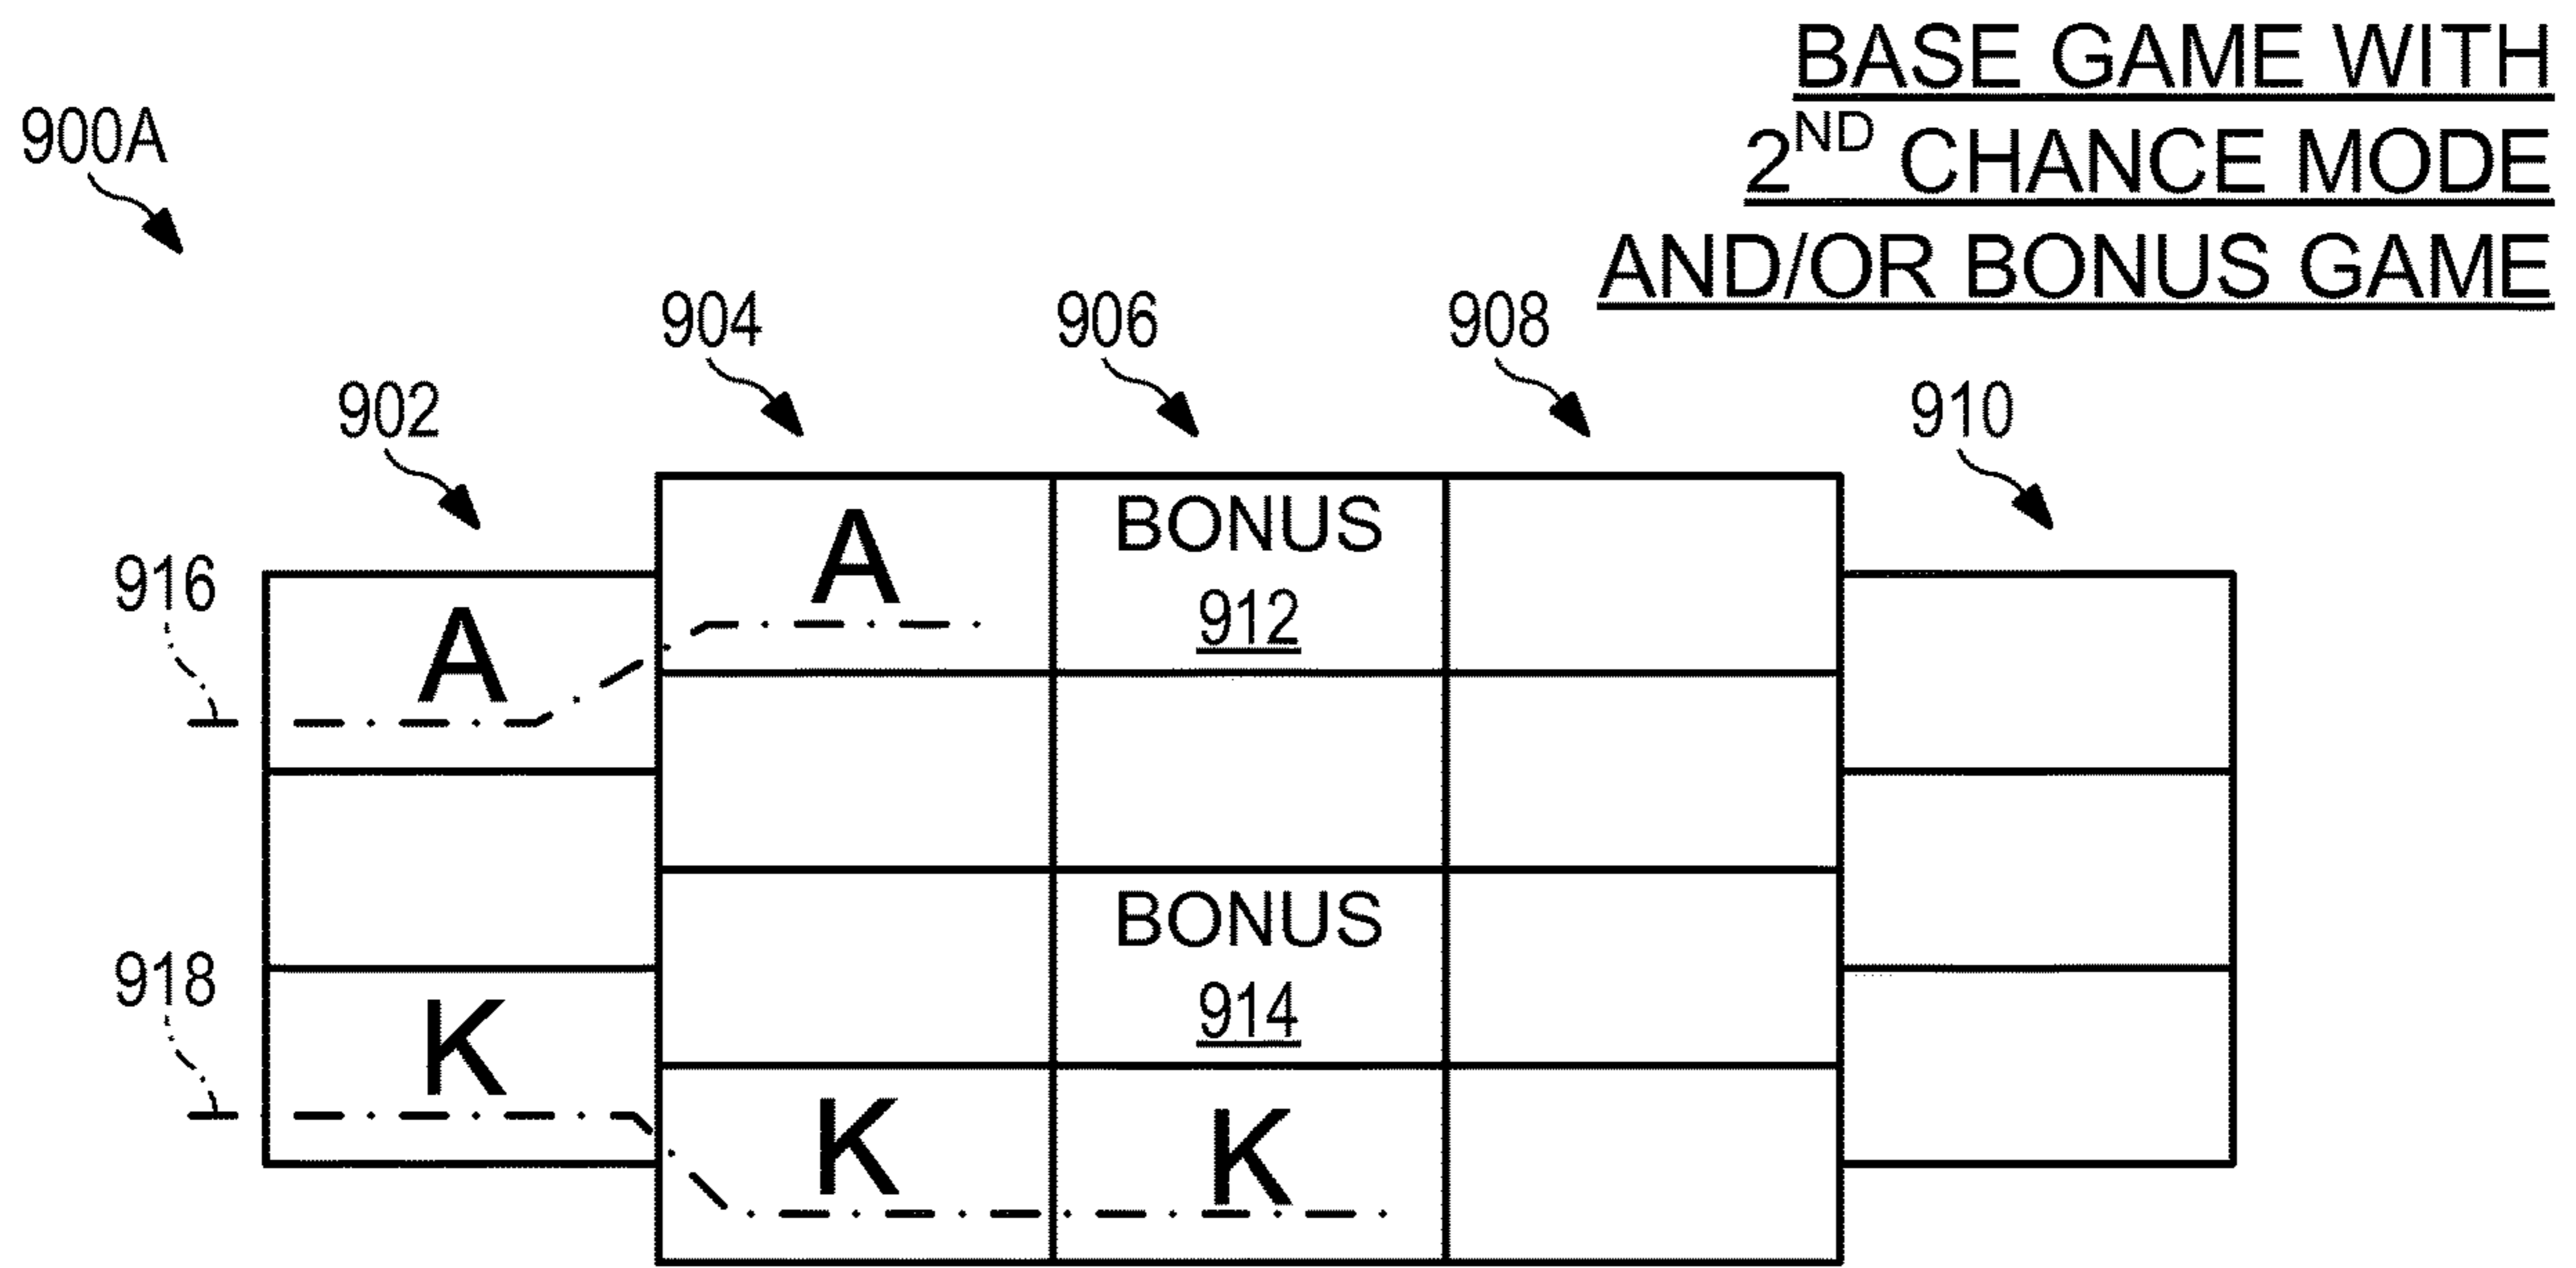 BASE GAME WITH
2ND CHANCE MODE
AND/OR BONUS GAME
900A
904 906 908
902 910
916 A A BONUS
912
BONUS
918 914
K K K